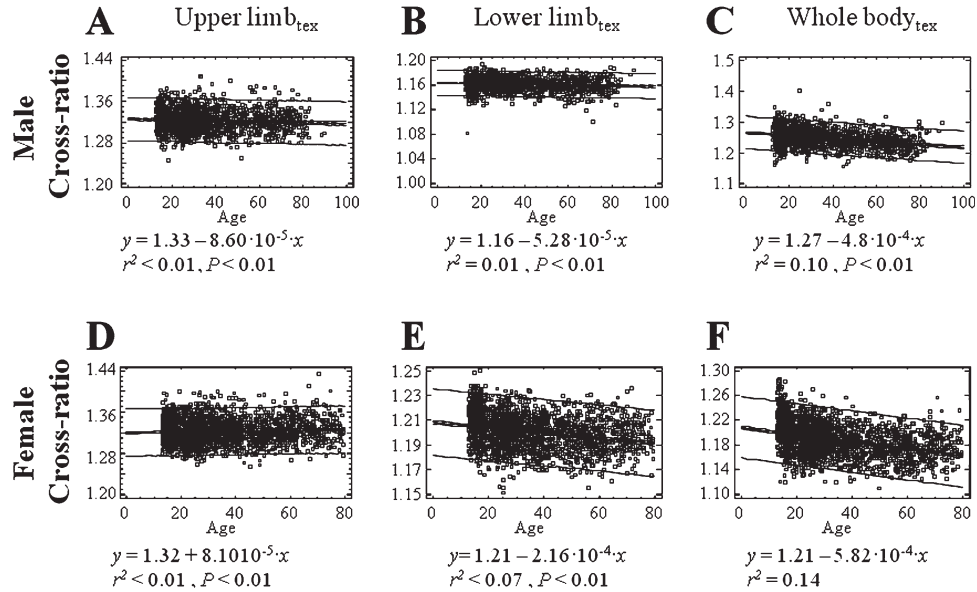 A Upper limbtex
B Lower limbtex
C Whole bodytex
Male
Cross-ratio
1.44
1.36
1.28
1.20
0 20 40 60 80 100
Age
y = 1.33 – 8.60·10-5·x
r2 < 0.01 , P < 0.01
1.20
1.16
1.12
1.08
1.04
1.00
0 20 40 60 80 100
Age
y = 1.16 – 5.28·10-5·x
r2 = 0.01 , P < 0.01
1.5
1.4
1.3
1.2
1.1
0 20 40 60 80 100
Age
y = 1.27 – 4.8·10-4·x
r2 = 0.10 , P < 0.01
Female
Cross-ratio
D
1.44
1.36
1.28
1.20
0 20 40 60 80
Age
y = 1.32 + 8.1010-5·x
r2 < 0.01 , P < 0.01
E
1.25
1.23
1.21
1.19
1.17
1.15
0 20 40 60 80
Age
y= 1.21 – 2.16·10-4·x
r2 < 0.07 , P < 0.01
F
1.30
1.26
1.22
1.18
1.14
1.10
0 20 40 60 80
Age
y = 1.21 – 5.82·10-4·x
r2 = 0.14